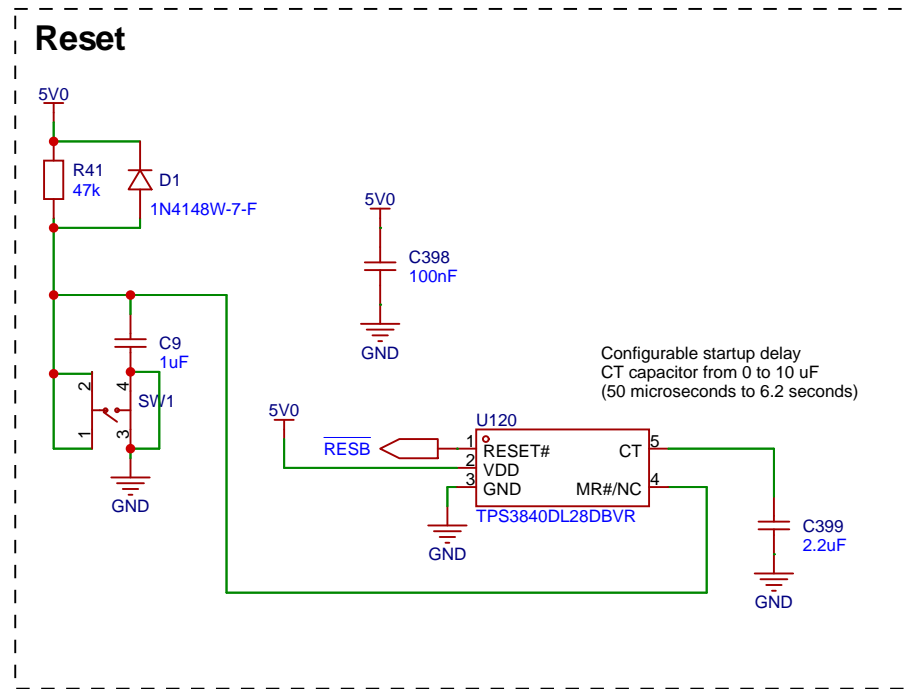 Reset
5V0
R41
47k
D1
1N4148W-7-F
5V0
C398
100nF
GND
C9
1uF
2
4
SW1
1
3
GND
Configurable startup delay
CT capacitor from 0 to 10 uF
(50 microseconds to 6.2 seconds)
5V0
U120
RESB
1
RESET#
CT
5
2
VDD
3
GND
MR#/NC
4
TPS3840DL28DBVR
GND
C399
2.2uF
GND